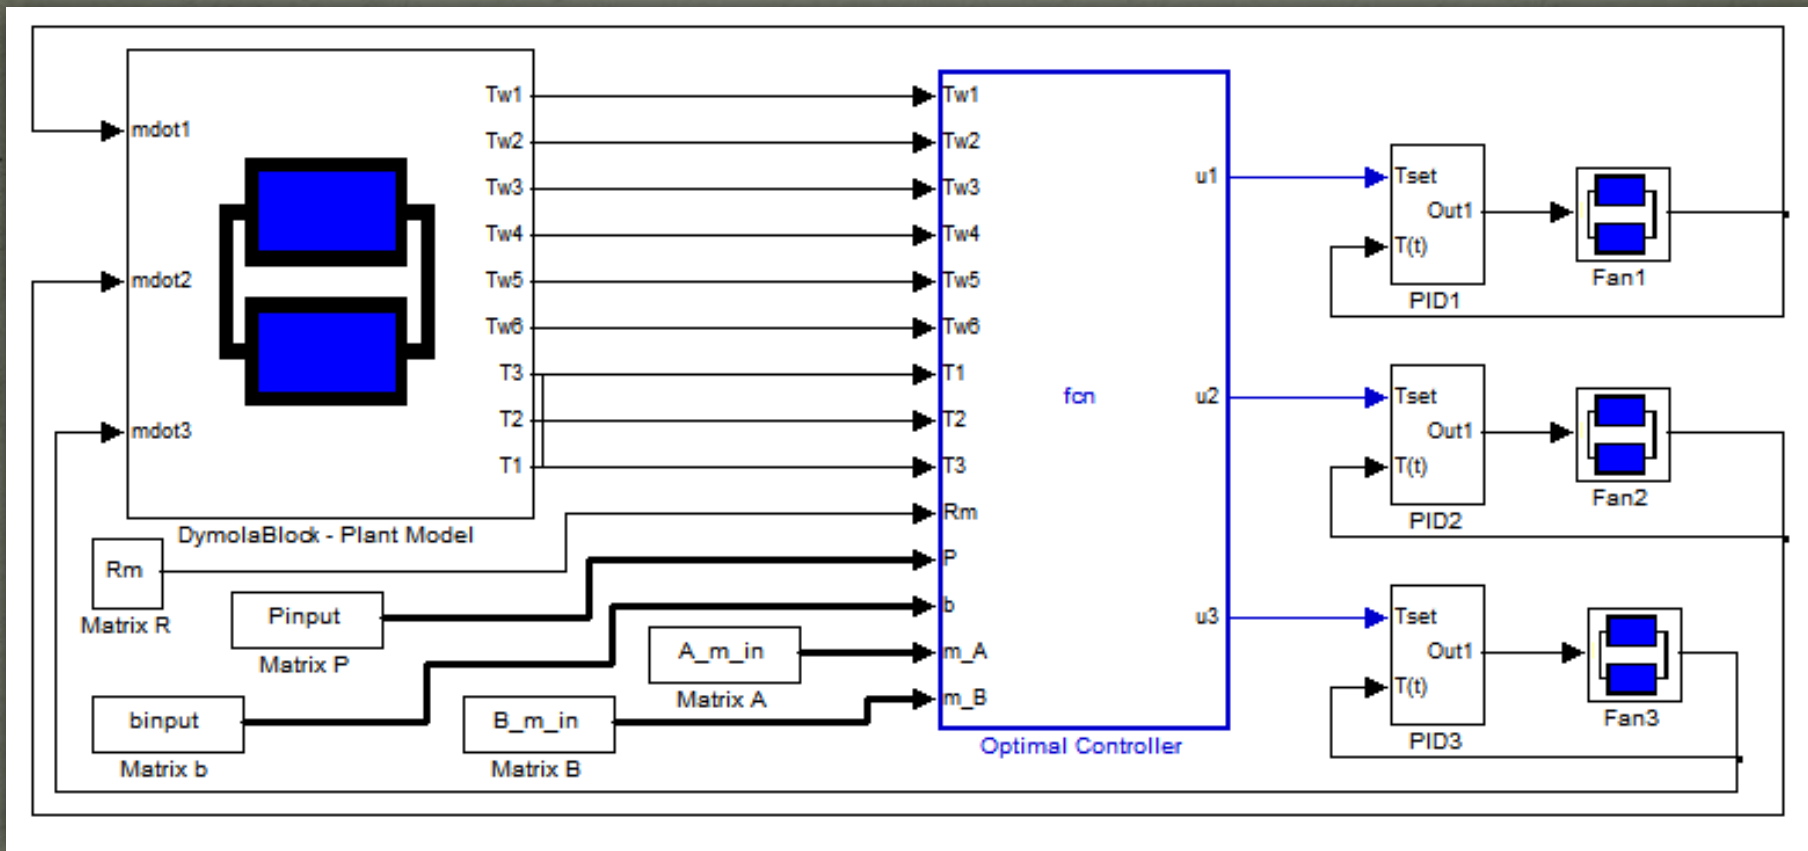 mdot1
mdot2
mdot3
Tw1
Tw2
Tw3
Tw4
Tw5
Tw6
T3
T2
T1
DymolaBlock - Plant Model
Rm
Matrix R
Pinput
Matrix P
binput
Matrix b
B_m_in
Matrix B
A_m_in
Matrix A
Tw1
Tw2
Tw3
Tw4
Tw5
Tw6
T1
T2
T3
Rm
P
b
m_A
m_B
fcn
u1
u2
u3
Optimal Controller
Tset
Out1
T(t)
PID1
Fan1
Tset
Out1
T(t)
PID2
Fan2
Tset
Out1
T(t)
PID3
Fan3